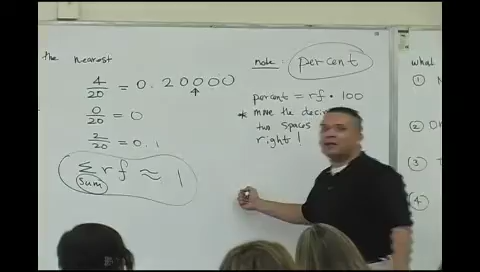 the nearest
4/20 = 0.20000
0/20 = 0
2/20 = 0.1
Σ rf ≈ 1
sum
note: percent
percent = rf · 100
* move the deci
two spaces
right!
what
①
②
③
④